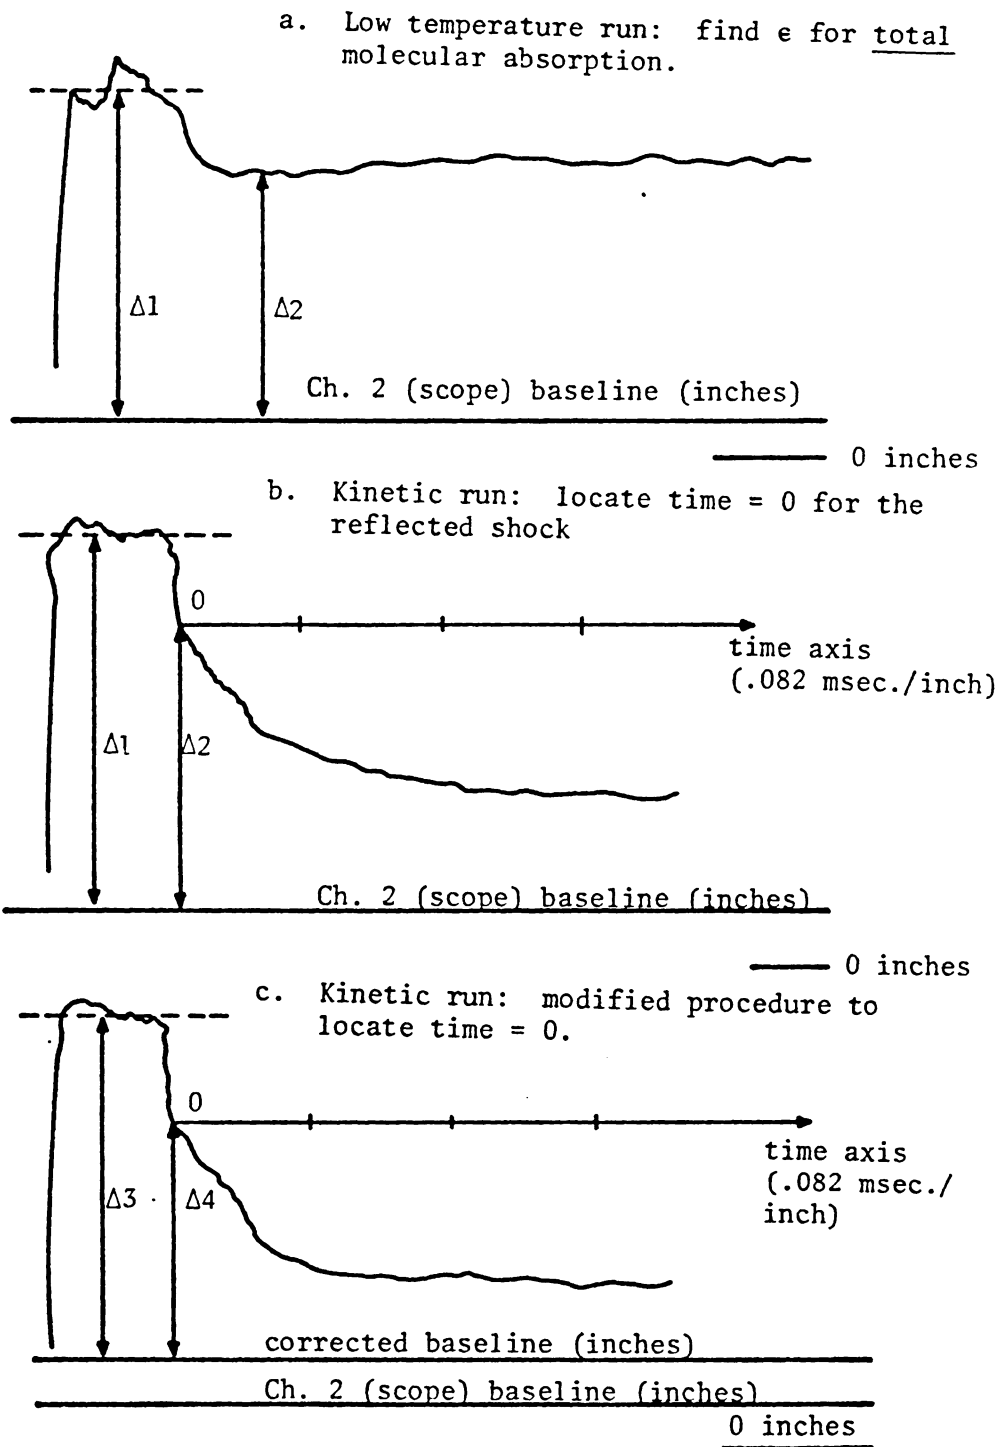 a. Low temperature run: find ϵ for total
molecular absorption.
Δ1
Δ2
Ch. 2 (scope) baseline (inches)
0 inches
b. Kinetic run: locate time = 0 for the
reflected shock
0
time axis
(.082 msec./inch)
Δ1
Δ2
Ch. 2 (scope) baseline (inches)
0 inches
c. Kinetic run: modified procedure to
locate time = 0.
0
time axis
(.082 msec./
inch)
Δ3
Δ4
corrected baseline (inches)
Ch. 2 (scope) baseline (inches)
0 inches